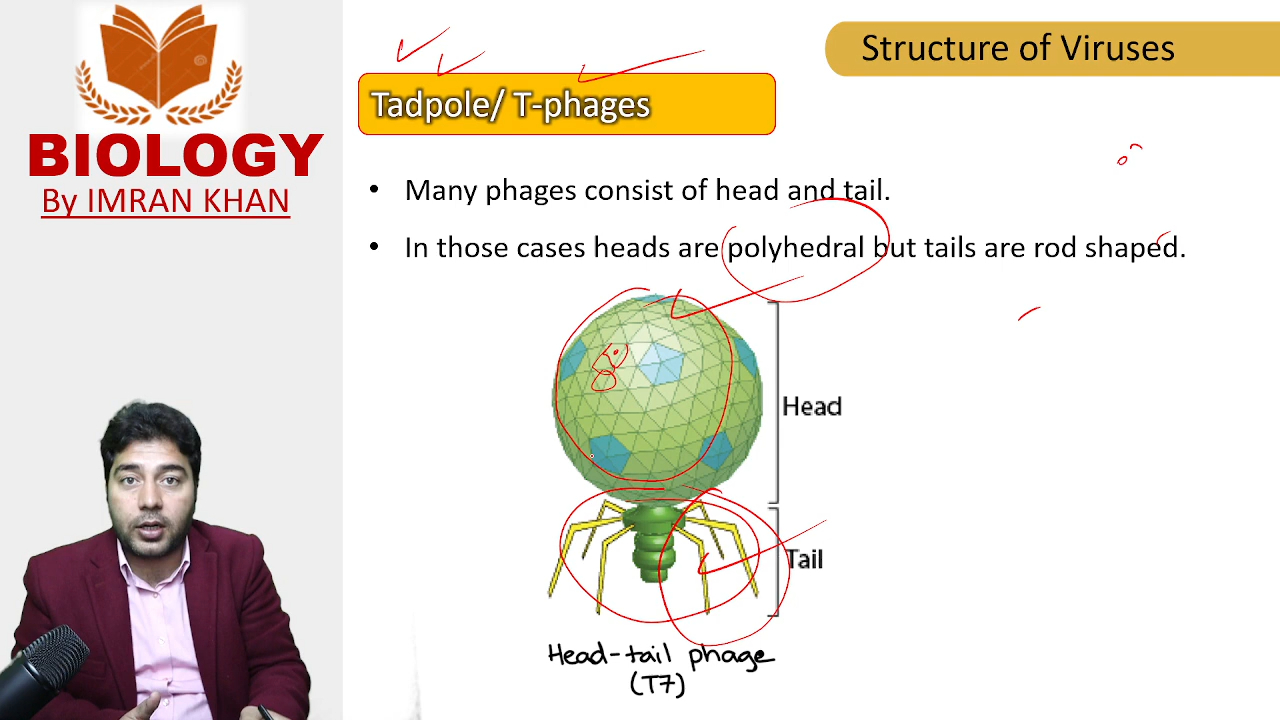 Structure of Viruses
Tadpole/ T-phages
BIOLOGY
By IMRAN KHAN
• Many phages consist of head and tail.
• In those cases heads are polyhedral but tails are rod shaped.
Head
Tail
Head-tail phage
(T7)